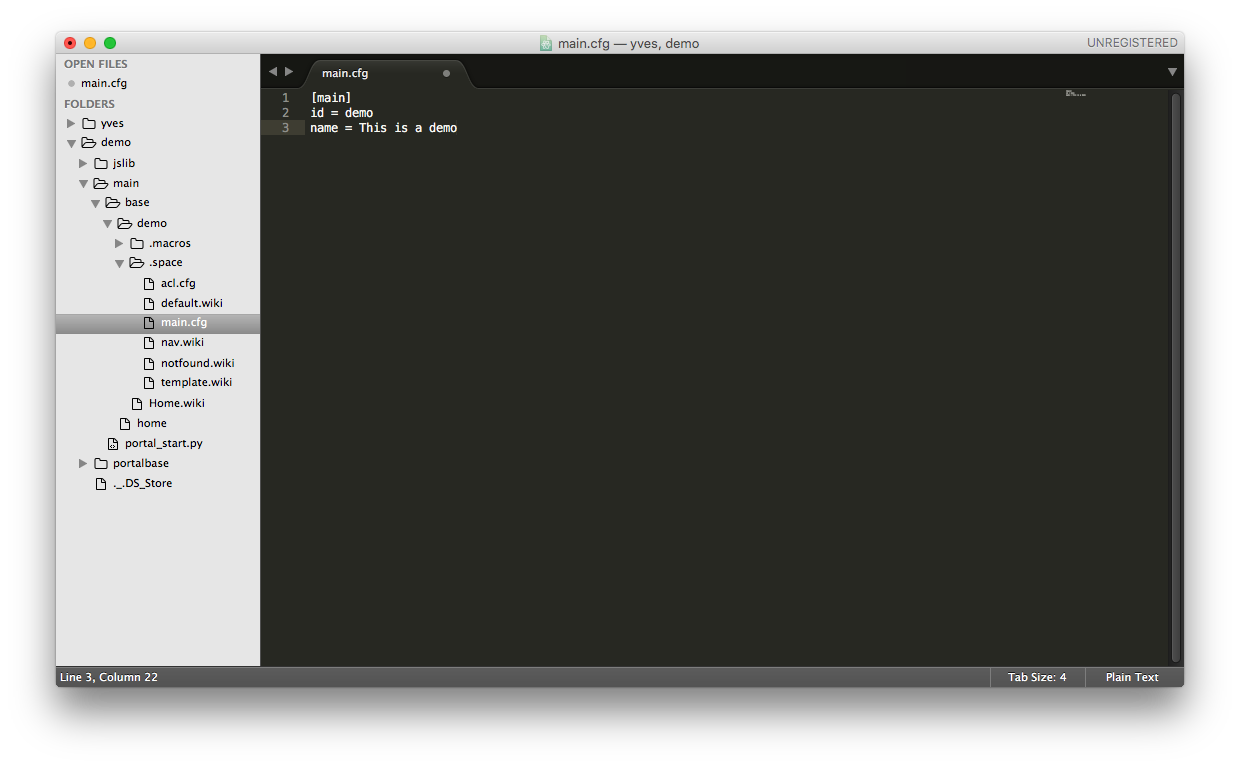 main.cfg — yves, demo
UNREGISTERED
OPEN FILES
main.cfg
FOLDERS
yves
demo
jslib
main
base
demo
.macros
.space
acl.cfg
default.wiki
main.cfg
nav.wiki
notfound.wiki
template.wiki
Home.wiki
home
portal_start.py
portalbase
._.DS_Store
main.cfg
1 [main]
2 id = demo
3 name = This is a demo
Line 3, Column 22
Tab Size: 4
Plain Text